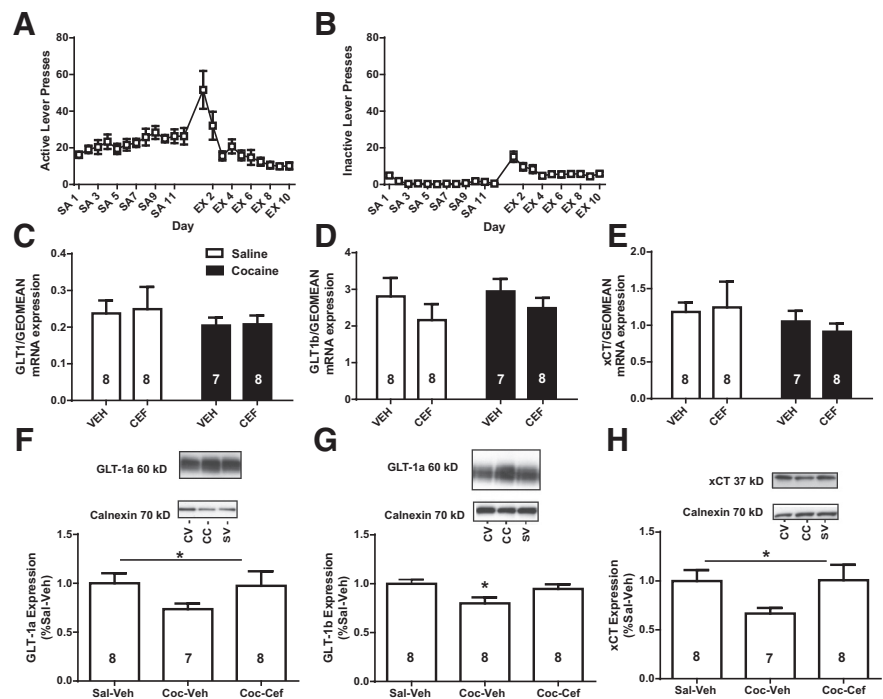 A
B
80
60
40
20
0
Active Lever Presses
SA 1
SA 3
SA 5
SA7
SA9
SA 11
EX 2
EX 4
EX 6
EX 8
EX 10
Day
80
60
40
20
0
Inactive Lever Presses
SA 1
SA 3
SA 5
SA7
SA9
SA 11
EX 2
EX 4
EX 6
EX 8
EX 10
Day
C
D
E
GLT1/GEOMEAN
mRNA expression
0.4
0.3
0.2
0.1
0.0
Saline
Cocaine
8
8
7
8
VEH
CEF
VEH
CEF
GLT1b/GEOMEAN
mRNA expression
4
3
2
1
0
8
8
7
8
VEH
CEF
VEH
CEF
xCT/GEOMEAN
mRNA expression
2.0
1.5
1.0
0.5
0.0
8
8
7
8
VEH
CEF
VEH
CEF
F
G
H
GLT-1a 60 kD
Calnexin 70 kD
CV-
CC -
SV-
GLT-1a Expression
(%Sal-Veh)
1.5
1.0
0.5
0.0
*
8
7
8
Sal-Veh
Coc-Veh
Coc-Cef
GLT-1a 60 kD
Calnexin 70 kD
CV-
CC -
SV-
GLT-1b Expression
(%Sal-Veh)
1.5
1.0
0.5
0.0
*
8
8
8
Sal-Veh
Coc-Veh
Coc-Cef
xCT 37 kD
Calnexin 70 kD
CV-
CC -
SV-
xCT Expression
(%Sal-Veh)
1.5
1.0
0.5
0.0
*
8
7
8
Sal-Veh
Coc-Veh
Coc-Cef